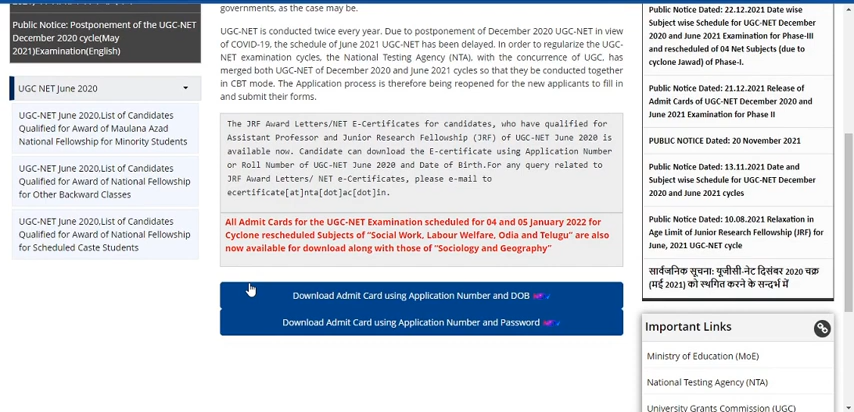 Public Notice: Postponement of the UGC-NET
December 2020 cycle(May
2021)Examination(English)
UGC NET June 2020
UGC-NET June 2020.List of Candidates
Qualified for Award of Maulana Azad
National Fellowship for Minority Students
UGC-NET June 2020.List of Candidates
Qualified for Award of National Fellowship
for Other Backward Classes
UGC-NET June 2020.List of Candidates
Qualified for Award of National Fellowship
for Scheduled Caste Students
governments, as the case may be.
UGC-NET is conducted twice every year. Due to postponement of December 2020 UGC-NET in view
of COVID-19, the schedule of June 2021 UGC-NET has been delayed. In order to regularize the UGC-
NET examination cycles, the National Testing Agency (NTA), with the concurrence of UGC, has
merged both UGC-NET of December 2020 and June 2021 cycles so that they be conducted together
in CBT mode. The Application process is therefore being reopened for the new applicants to fill in
and submit their forms.
The JRF Award Letters/NET E-Certificates for candidates, who have qualified for
Assistant Professor and Junior Research Fellowship (JRF) of UGC-NET June 2020 is
available now. Candidate can download the E-certificate using Application Number
or Roll Number of UGC-NET June 2020 and Date of Birth.For any query related to
JRF Award Letters/ NET e-Certificates, please e-mail to
ecertificate[at]nta[dot]ac[dot]in.
All Admit Cards for the UGC-NET Examination scheduled for 04 and 05 January 2022 for
Cyclone rescheduled Subjects of "Social Work, Labour Welfare, Odia and Telugu" are also
now available for download along with those of "Sociology and Geography"
Download Admit Card using Application Number and DOB
Download Admit Card using Application Number and Password
Public Notice Dated: 22.12.2021 Date wise
Subject wise Schedule for UGC-NET December
2020 and June 2021 Examination for Phase-III
and rescheduled of 04 Net Subjects (due to
cyclone Jawad) of Phase-I.
Public Notice Dated: 21.12.2021 Release of
Admit Cards of UGC-NET December 2020 and
June 2021 Examination for Phase II
PUBLIC NOTICE Dated: 20 November 2021
Public Notice Dated: 13.11.2021 Date and
Subject wise Schedule for UGC-NET December
2020 and June 2021 cycles
Public Notice Dated: 10.08.2021 Relaxation in
Age Limit of Junior Research Fellowship (JRF) for
June, 2021 UGC-NET cycle
सार्वजनिक सूचना: यूजीसी-नेट दिसंबर 2020 चक्र
(मई 2021) को स्थगित करने के सन्दर्भ में
Important Links
Ministry of Education (MoE)
National Testing Agency (NTA)
University Grants Commission (UGC)